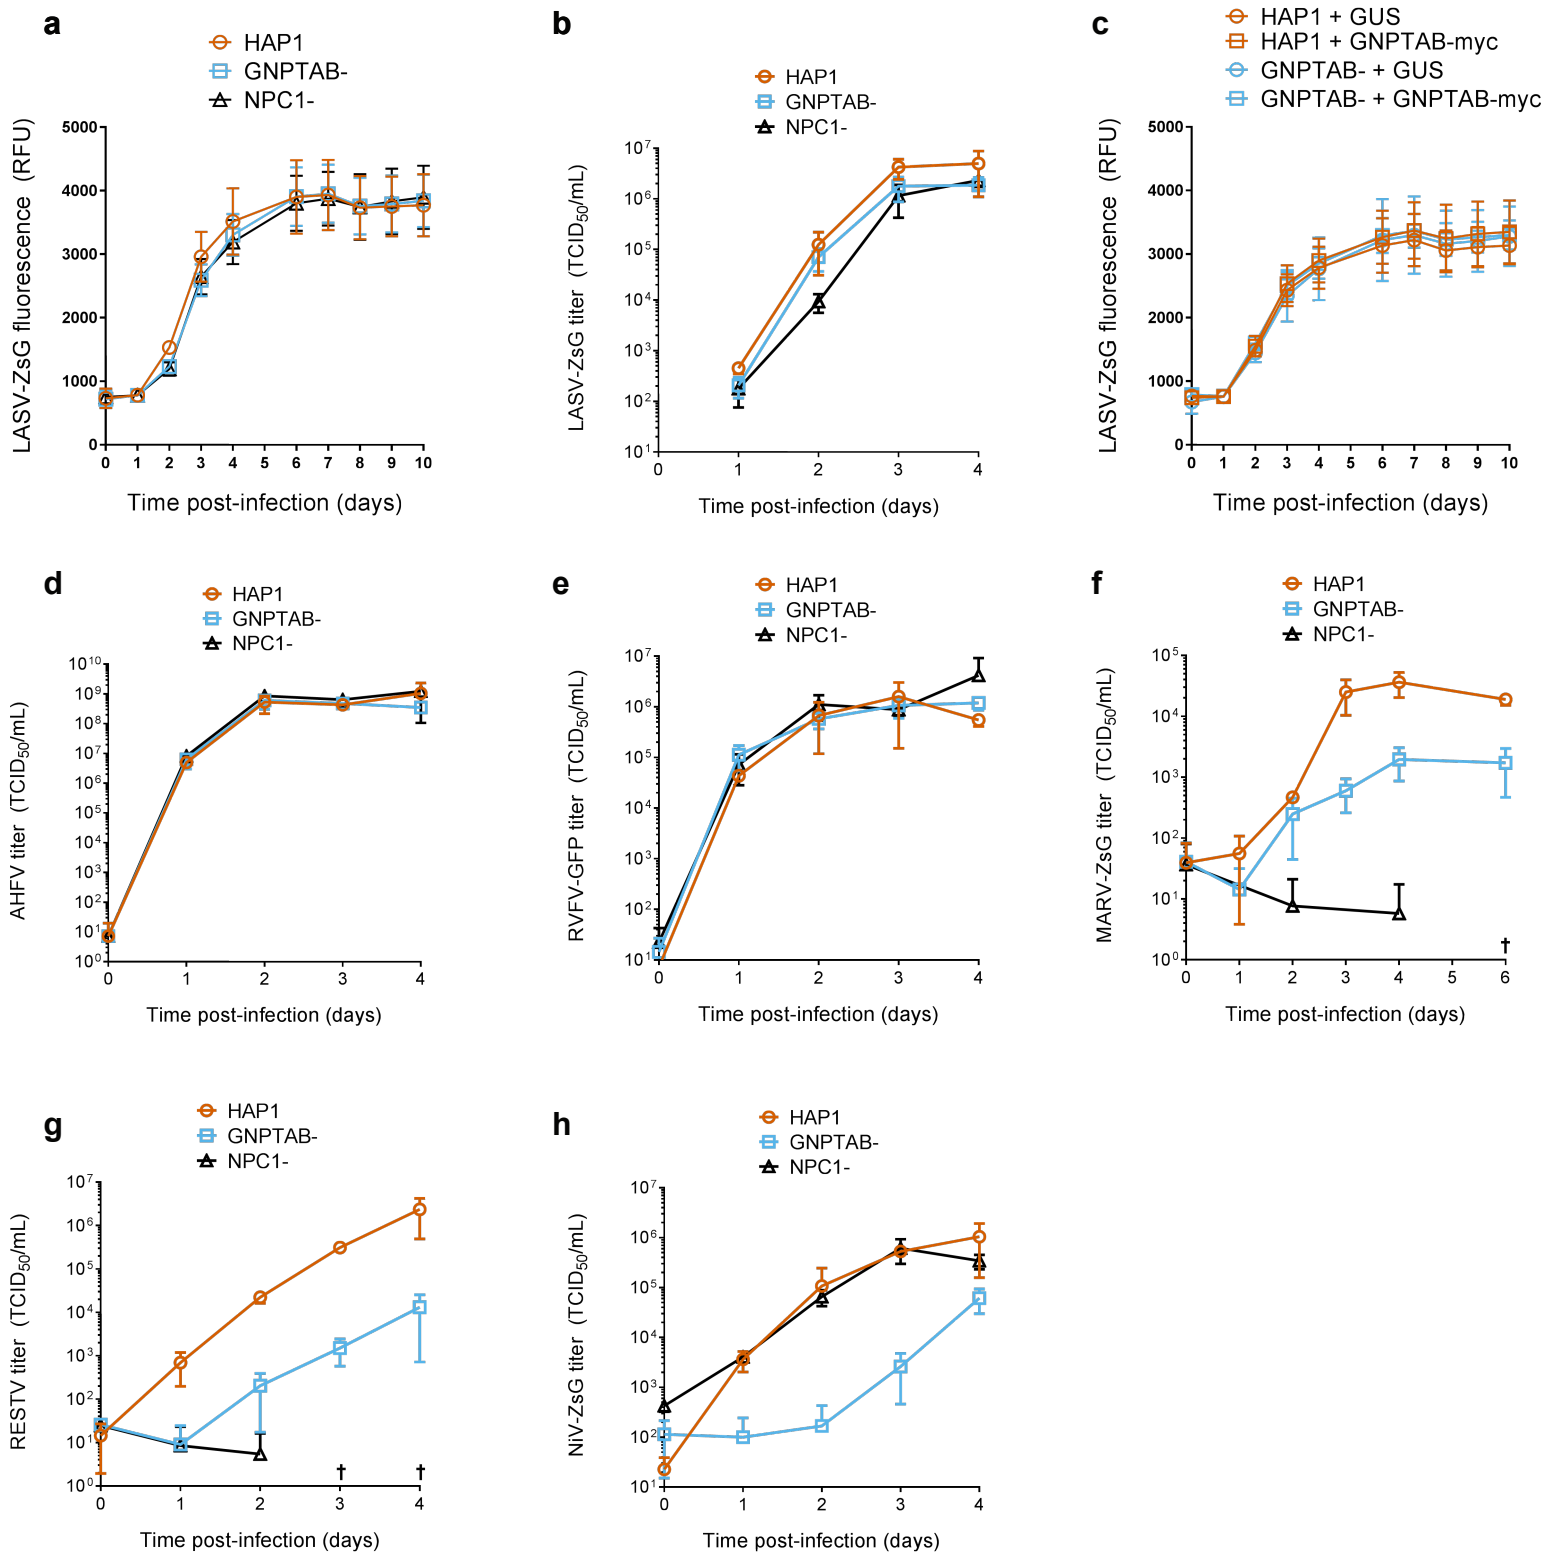 a
HAP1
GNPTAB-
NPC1-
LASV-ZsG fluorescence (RFU)
5000
4000
3000
2000
1000
0
0 1 2 3 4 5 6 7 8 9 10
Time post-infection (days)
b
HAP1
GNPTAB-
NPC1-
LASV-ZsG titer (TCID50/mL)
10^7
10^6
10^5
10^4
10^3
10^2
10^1
0 1 2 3 4
Time post-infection (days)
c
HAP1 + GUS
HAP1 + GNPTAB-myc
GNPTAB- + GUS
GNPTAB- + GNPTAB-myc
LASV-ZsG fluorescence (RFU)
5000
4000
3000
2000
1000
0
0 1 2 3 4 5 6 7 8 9 10
Time post-infection (days)
d
HAP1
GNPTAB-
NPC1-
AHFV titer (TCID50/mL)
10^10
10^9
10^8
10^7
10^6
10^5
10^4
10^3
10^2
10^1
10^0
0 1 2 3 4
Time post-infection (days)
e
HAP1
GNPTAB-
NPC1-
RVFV-GFP titer (TCID50/mL)
10^7
10^6
10^5
10^4
10^3
10^2
10^1
0 1 2 3 4
Time post-infection (days)
f
HAP1
GNPTAB-
NPC1-
MARV-ZsG titer (TCID50/mL)
10^5
10^4
10^3
10^2
10^1
10^0
†
0 1 2 3 4 5 6
Time post-infection (days)
g
HAP1
GNPTAB-
NPC1-
RESTV titer (TCID50/mL)
10^7
10^6
10^5
10^4
10^3
10^2
10^1
10^0
† †
0 1 2 3 4
Time post-infection (days)
h
HAP1
GNPTAB-
NPC1-
NiV-ZsG titer (TCID50/mL)
10^7
10^6
10^5
10^4
10^3
10^2
10^1
0 1 2 3 4
Time post-infection (days)